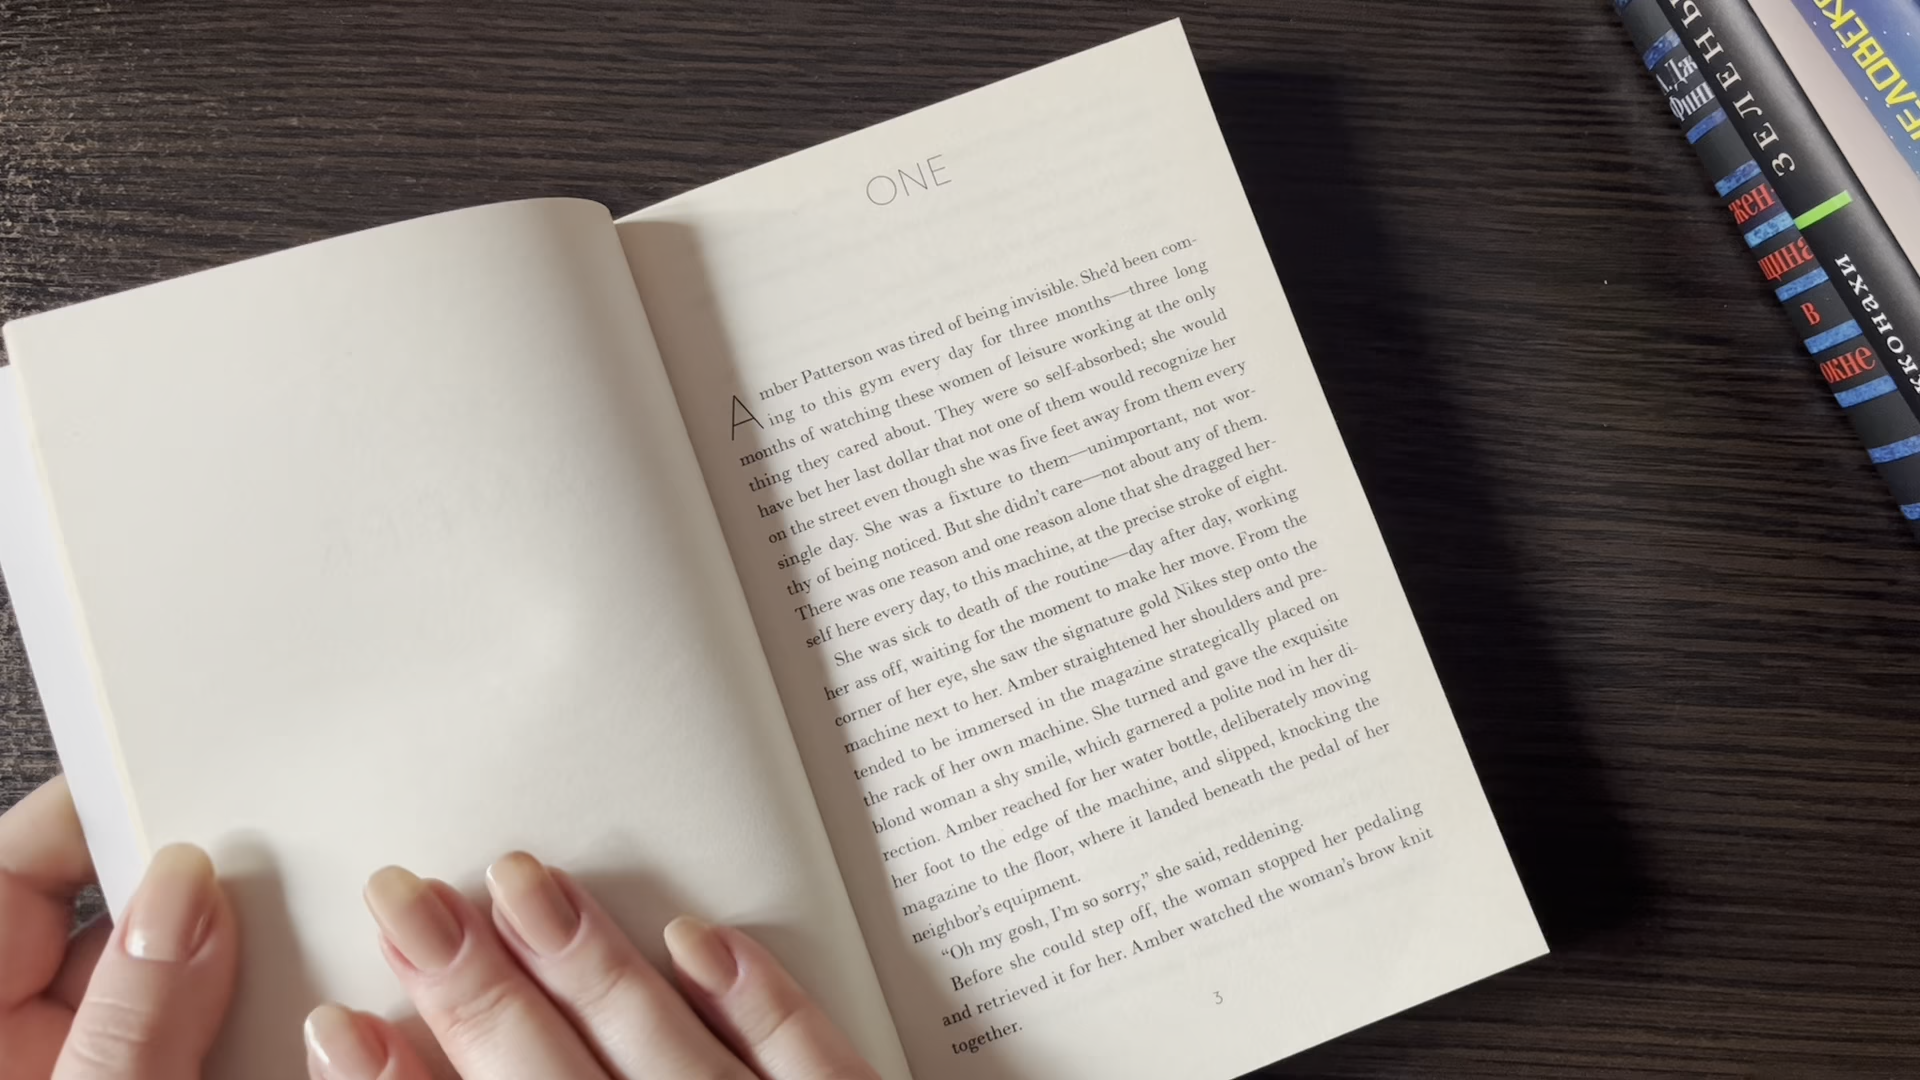 ONE
Amber Patterson was tired of being invisible. She'd been com-
ing to this gym every day for three months—three long
months of watching these women of leisure working at the only
thing they cared about. They were so self-absorbed; she would
have bet her last dollar that not one of them would recognize her
on the street even though she was five feet away from them every
single day. She was a fixture to them—unimportant, not wor-
thy of being noticed. But she didn't care—not about any of them.
There was one reason and one reason alone that she dragged her-
self here every day, to this machine, at the precise stroke of eight.
She was sick to death of the routine—day after day, working
her ass off, waiting for the moment to make her move. From the
corner of her eye, she saw the signature gold Nikes step onto the
machine next to her. Amber straightened her shoulders and pre-
tended to be immersed in the magazine strategically placed on
the rack of her own machine. She turned and gave the exquisite
blond woman a shy smile, which garnered a polite nod in her di-
rection. Amber reached for her water bottle, deliberately moving
her foot to the edge of the machine, and slipped, knocking the
magazine to the floor, where it landed beneath the pedal of her
neighbor's equipment.
“Oh my gosh, I'm so sorry,” she said, reddening.
Before she could step off, the woman stopped her pedaling
and retrieved it for her. Amber watched the woman's brow knit
together.
3
А. Дж
Финн
жен
щина
в
окне
ЗЕЛЕНЫ